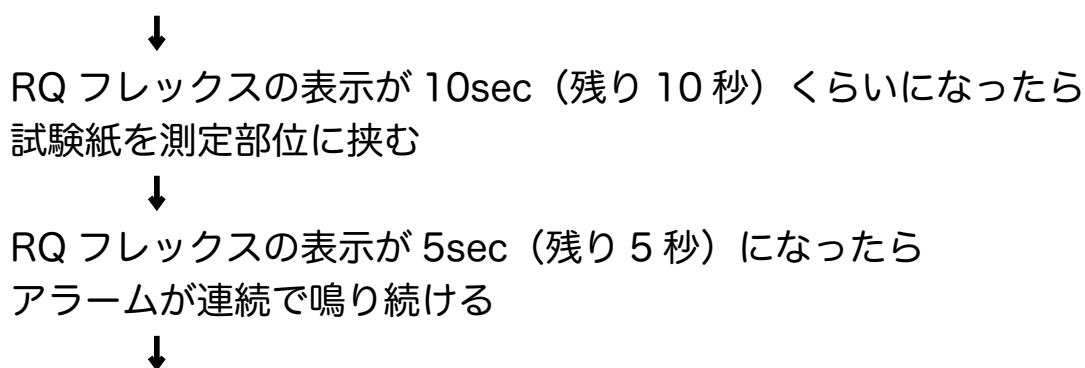 ↓
RQ フレックスの表示が 10sec（残り 10 秒）くらいになったら
試験紙を測定部位に挟む
↓
RQ フレックスの表示が 5sec（残り 5 秒）になったら
アラームが連続で鳴り続ける
↓